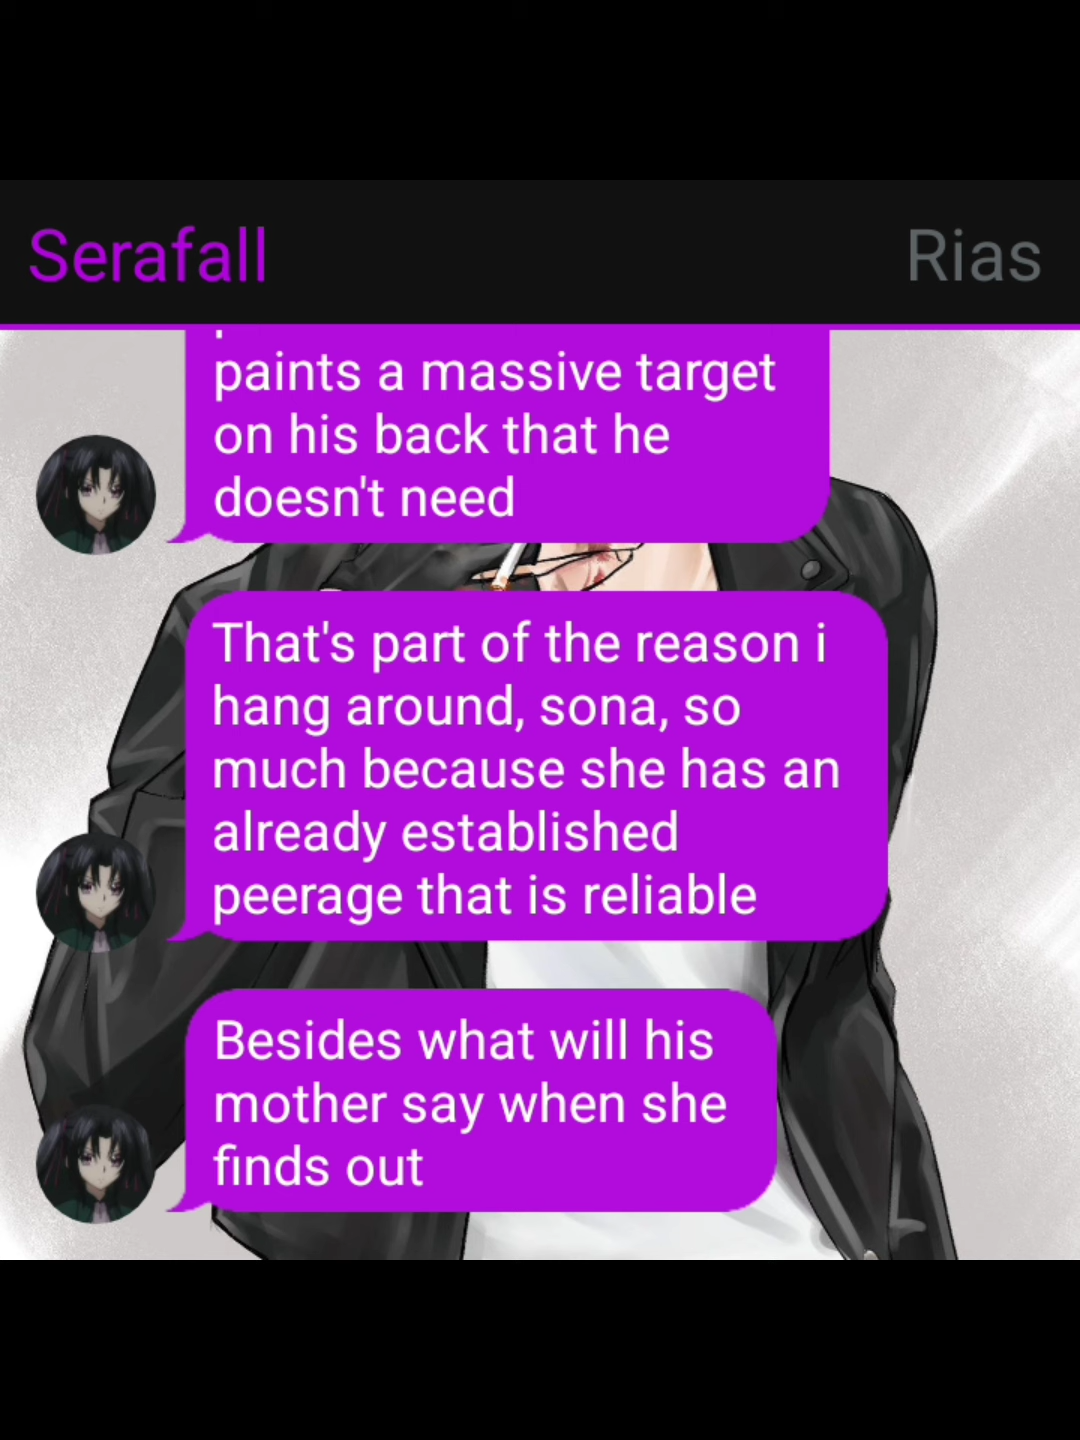 Serafall
Rias
paints a massive target
on his back that he
doesn't need
That's part of the reason i
hang around, sona, so
much because she has an
already established
peerage that is reliable
Besides what will his
mother say when she
finds out